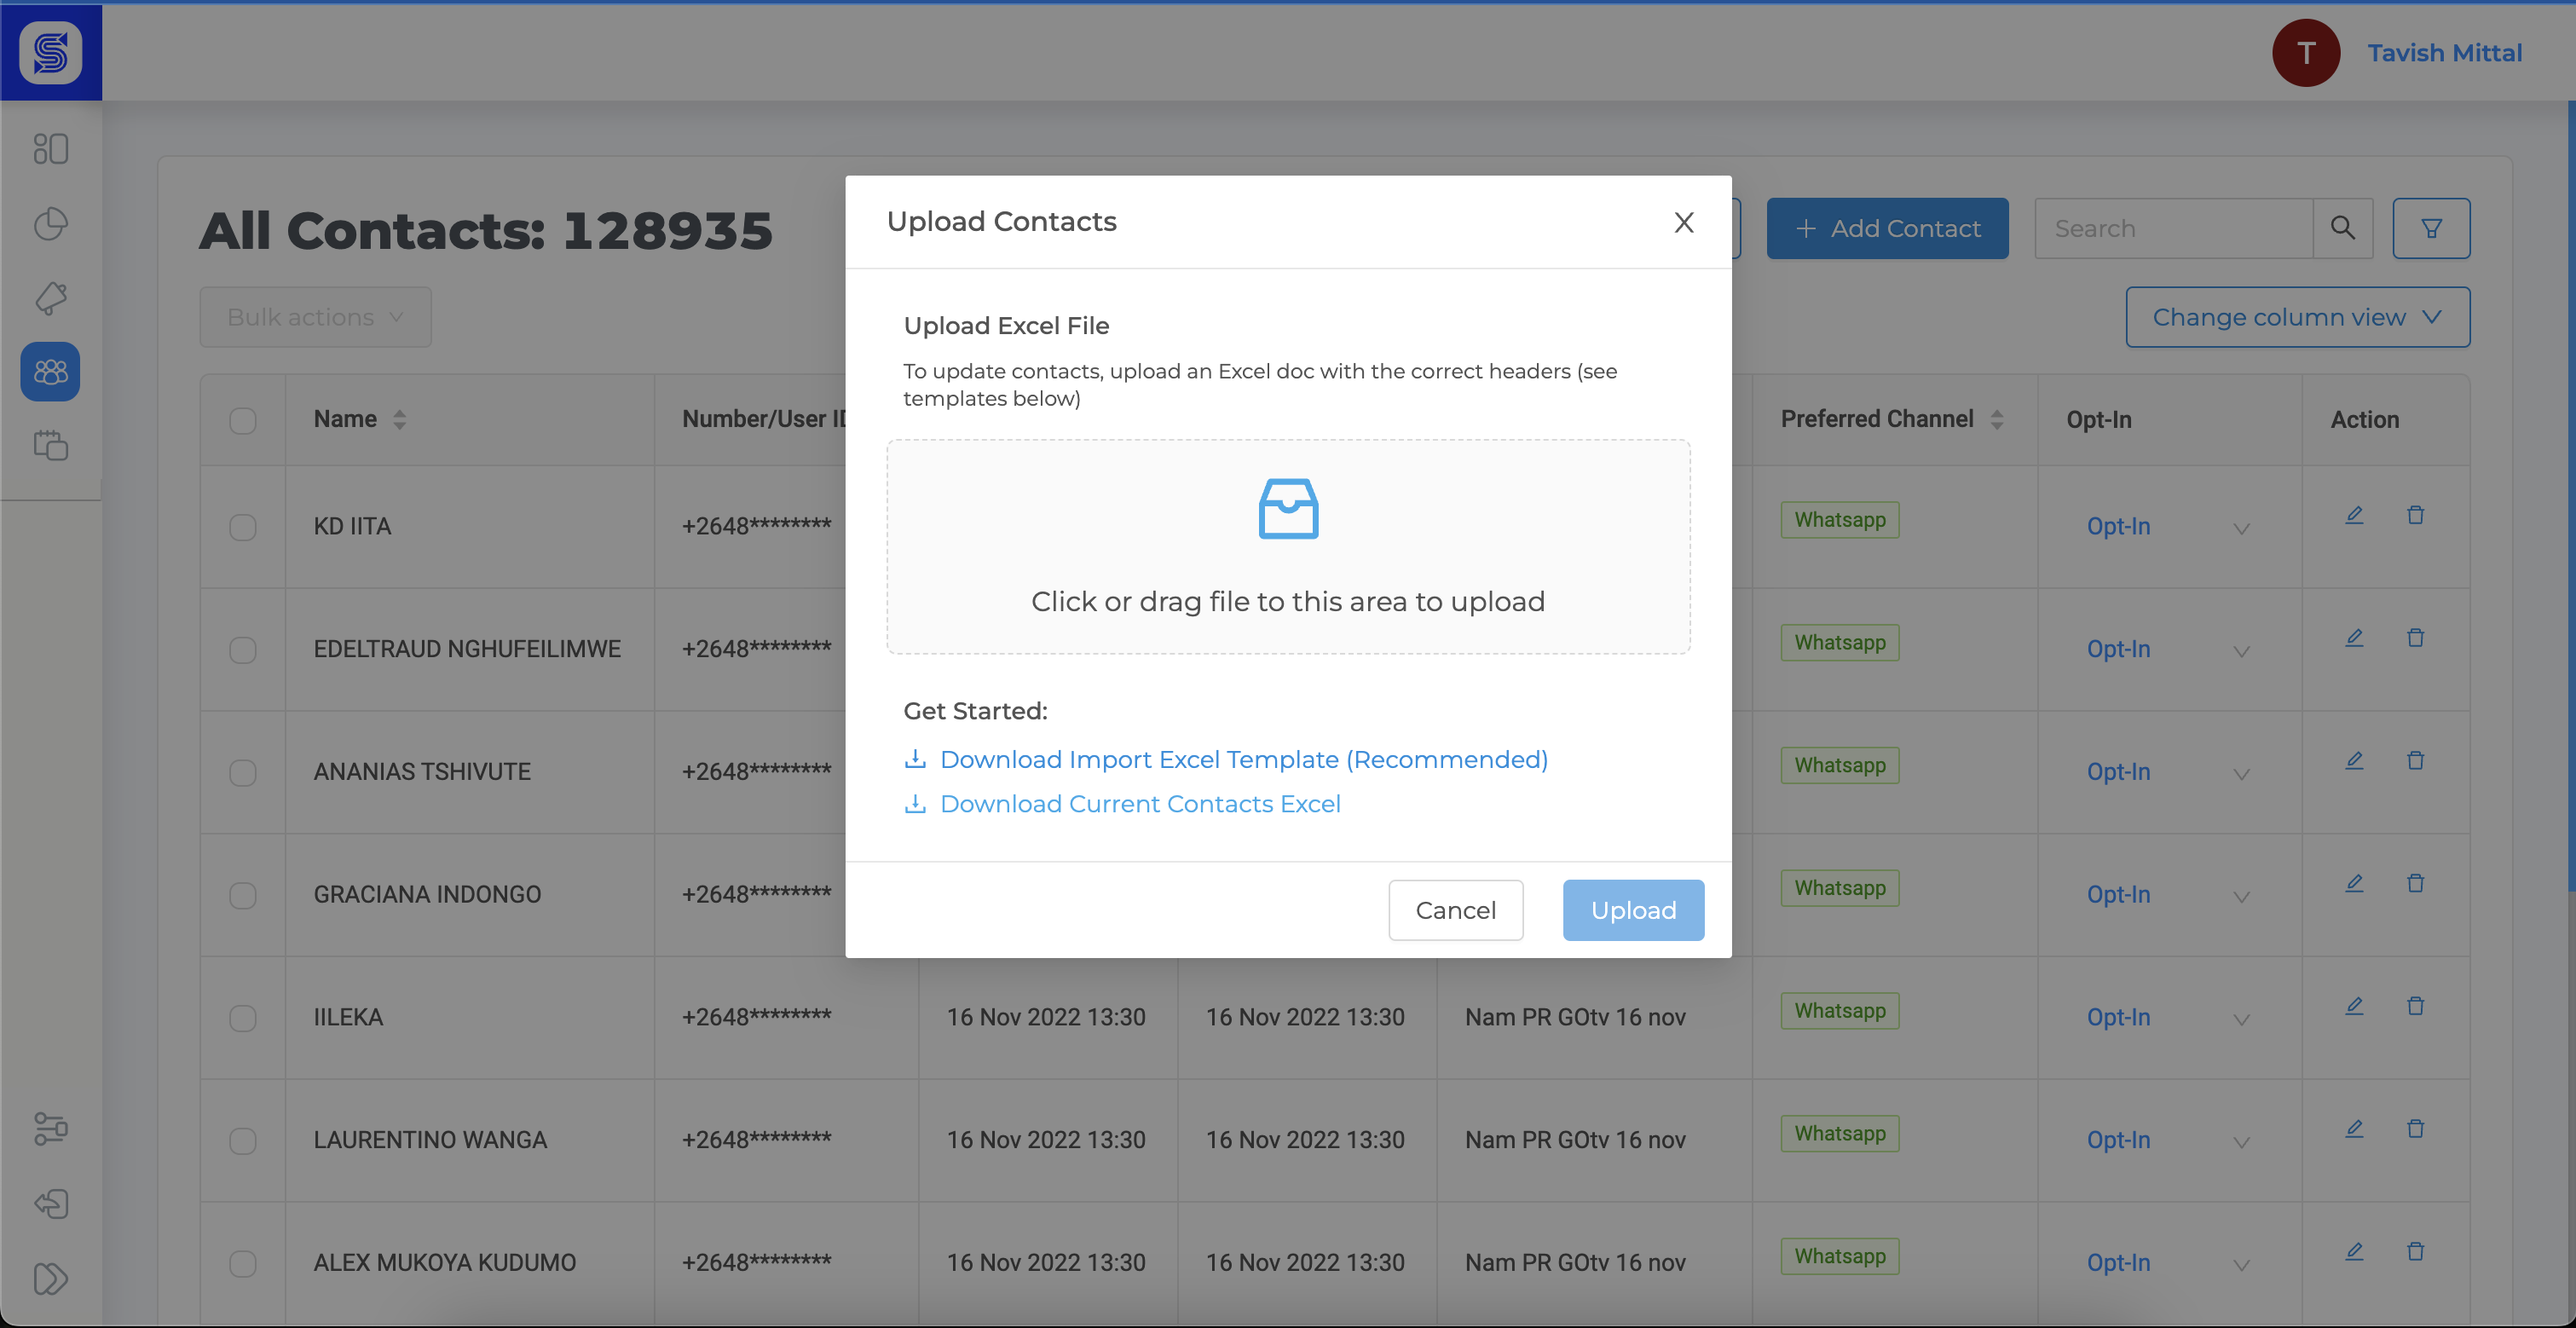 T Tavish Mittal
All Contacts: 128935
Add Contact
Search
Bulk actions
Change column view
Name
Number/User ID
Preferred Channel
Opt-In
Action
KD IITA +2648******** Whatsapp Opt-In
EDELTRAUD NGHUFEILIMWE +2648******** Whatsapp Opt-In
ANANIAS TSHIVUTE +2648******** Whatsapp Opt-In
GRACIANA INDONGO +2648******** Whatsapp Opt-In
IILEKA +2648******** 16 Nov 2022 13:30 16 Nov 2022 13:30 Nam PR GOtv 16 nov Whatsapp Opt-In
LAURENTINO WANGA +2648******** 16 Nov 2022 13:30 16 Nov 2022 13:30 Nam PR GOtv 16 nov Whatsapp Opt-In
ALEX MUKOYA KUDUMO +2648******** 16 Nov 2022 13:30 16 Nov 2022 13:30 Nam PR GOtv 16 nov Whatsapp Opt-In
Upload Contacts
Upload Excel File
To update contacts, upload an Excel doc with the correct headers (see
templates below)
Click or drag file to this area to upload
Get Started:
Download Import Excel Template (Recommended)
Download Current Contacts Excel
Cancel
Upload